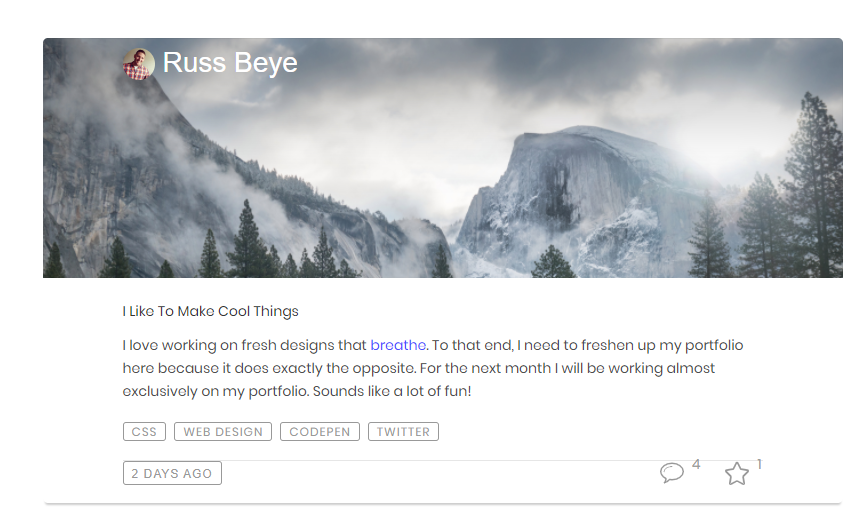 Russ Beye
I Like To Make Cool Things
I love working on fresh designs that breathe. To that end, I need to freshen up my portfolio
here because it does exactly the opposite. For the next month I will be working almost
exclusively on my portfolio. Sounds like a lot of fun!
CSS WEB DESIGN CODEPEN TWITTER
2 DAYS AGO 4 1